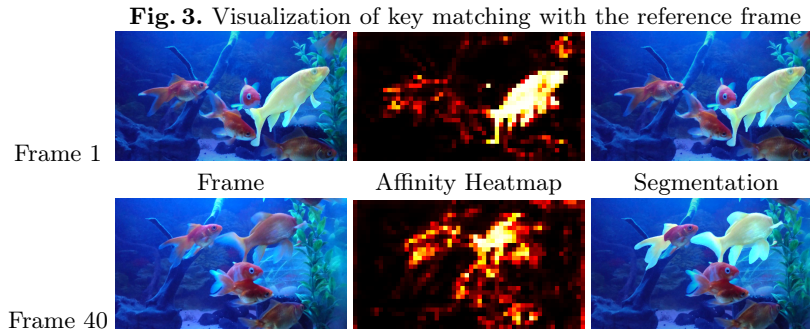 Fig. 3. Visualization of key matching with the reference frame
Frame 1
Frame Affinity Heatmap Segmentation
Frame 40